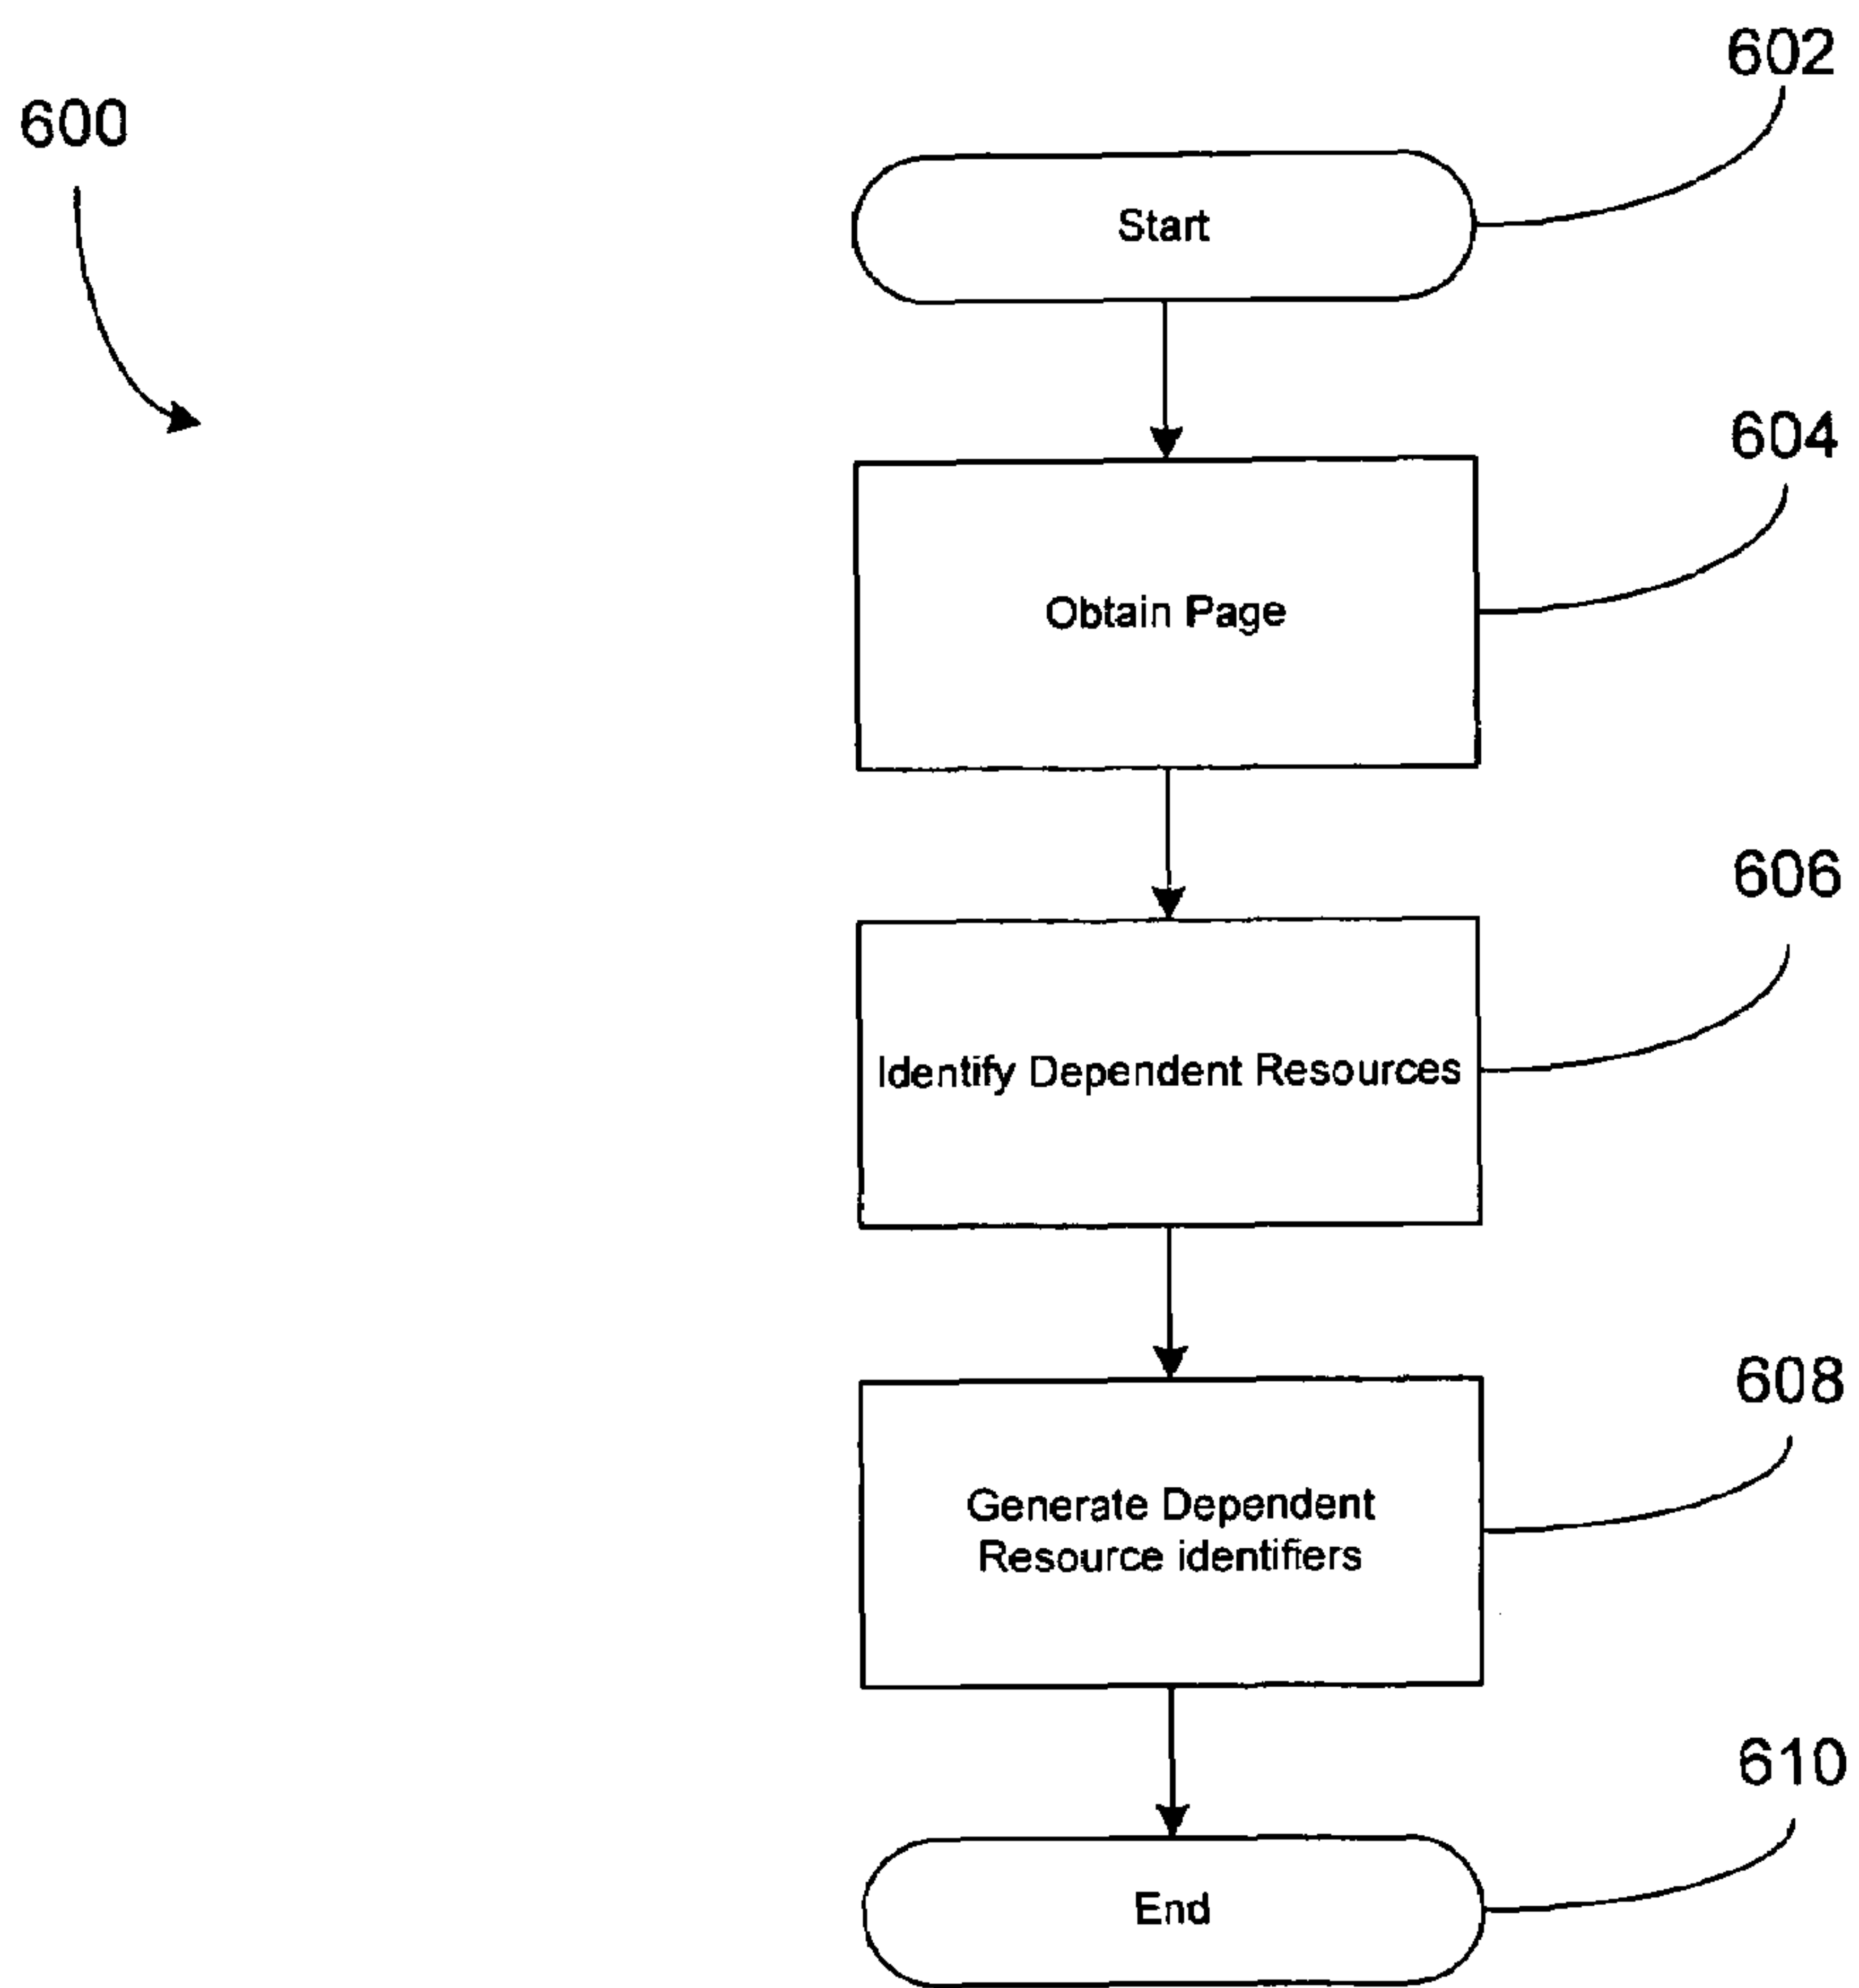 602
600
Start
604
Obtain Page
606
Identify Dependent Resources
608
Generate Dependent
Resource identifiers
610
End